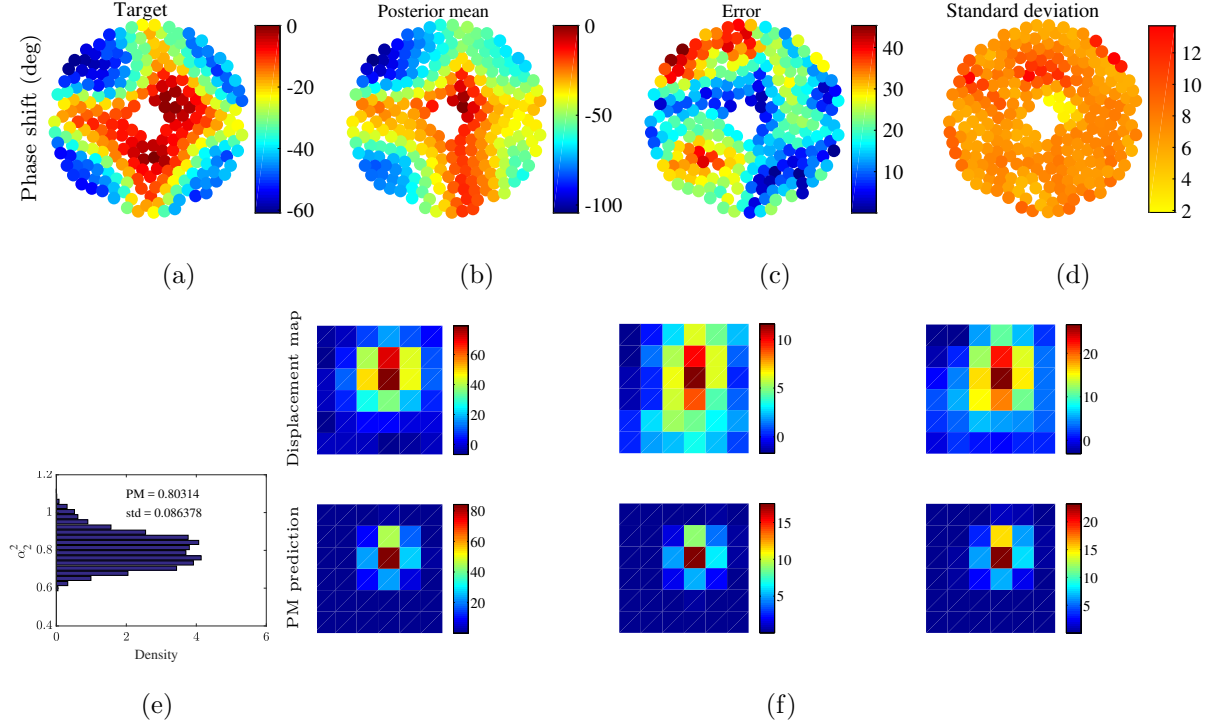 Target
Posterior mean
Error
Standard deviation
Phase shift (deg)
0
-20
-40
-60
0
-50
-100
40
30
20
10
12
10
8
6
4
2
(a)
(b)
(c)
(d)
Displacement map
60
40
20
0
10
5
0
20
10
0
1.2
1
0.8
0.6
0.4
α₂²
PM = 0.80314
std = 0.086378
0
2
4
6
Density
PM prediction
80
60
40
20
15
10
5
20
15
10
5
(e)
(f)